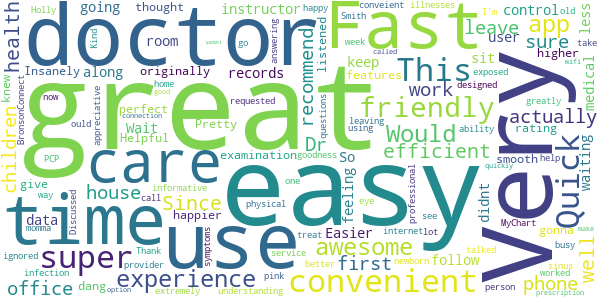 doctor
great
Fast
easy
very
time
use
care
super
This
friendly
Would
efficient
Quick
convenient
experience
awesome
first
phone
well
office
house
Since
children
health
app
control
leave
sure
actually
work
Dr
recommend
room
records
along
instructor
going
thought
originally
Insanely
listened
keep
features
user
higher
rating
smooth
medical
less
waiting
sit
feeling
So
Easier
happier
follow
didnt
person
gonna
busy
worked
make
Wait
Helpful
perfect
Pretty
examination
appreciative
Kind
Holly
knew
PCP
BronsonConnect
now
home
good
requested
goodness
questions
leaving
using
answering
go
Smith
happy
week
called
conveient
old
illnesses
I'm
exposed
take
wifi
designed
greatly
ability
connection
ould
give
data
way
momma
Discussed
call
dang
ignored
infection
option
Thank
provider
extremely
informative
symptoms
physical
one
service
understanding
treat
better
pink
eye
internet
newborn
see
lot
talked
professional
quickly
help
MyChart
sinus
prescription
answers